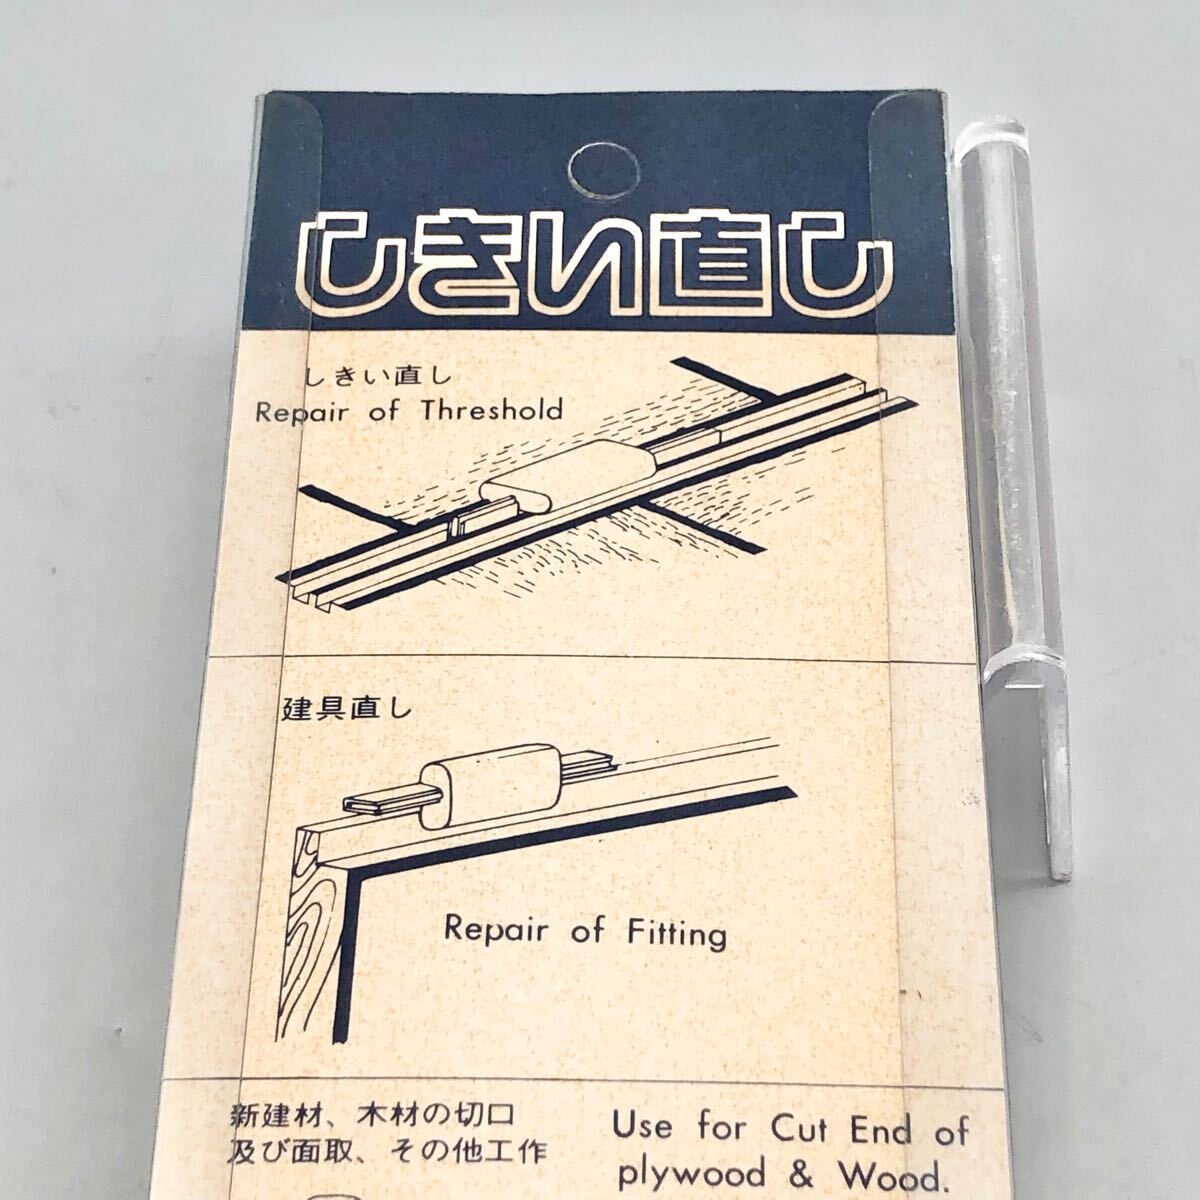 しきい直し
しきい直し
Repair of Threshold
建具直し
Repair of Fitting
新建材、木材の切口
及び面取、その他工作
Use for Cut End of
plywood & Wood.